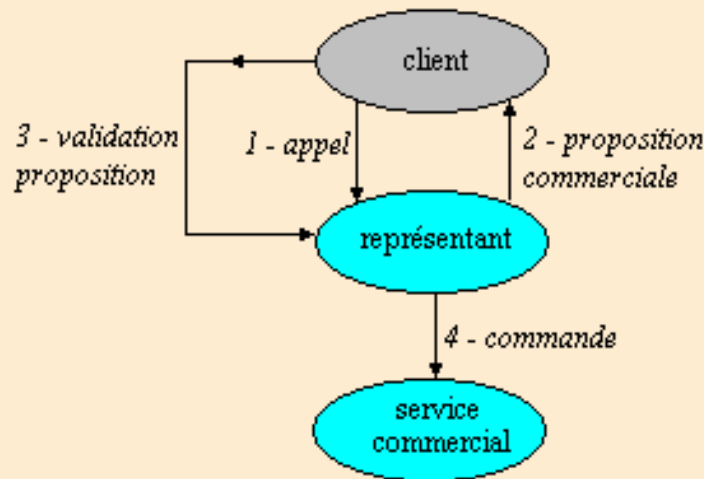 client
3 - validation
proposition
1 - appel
2 - proposition
commerciale
représentant
4 - commande
service
commercial